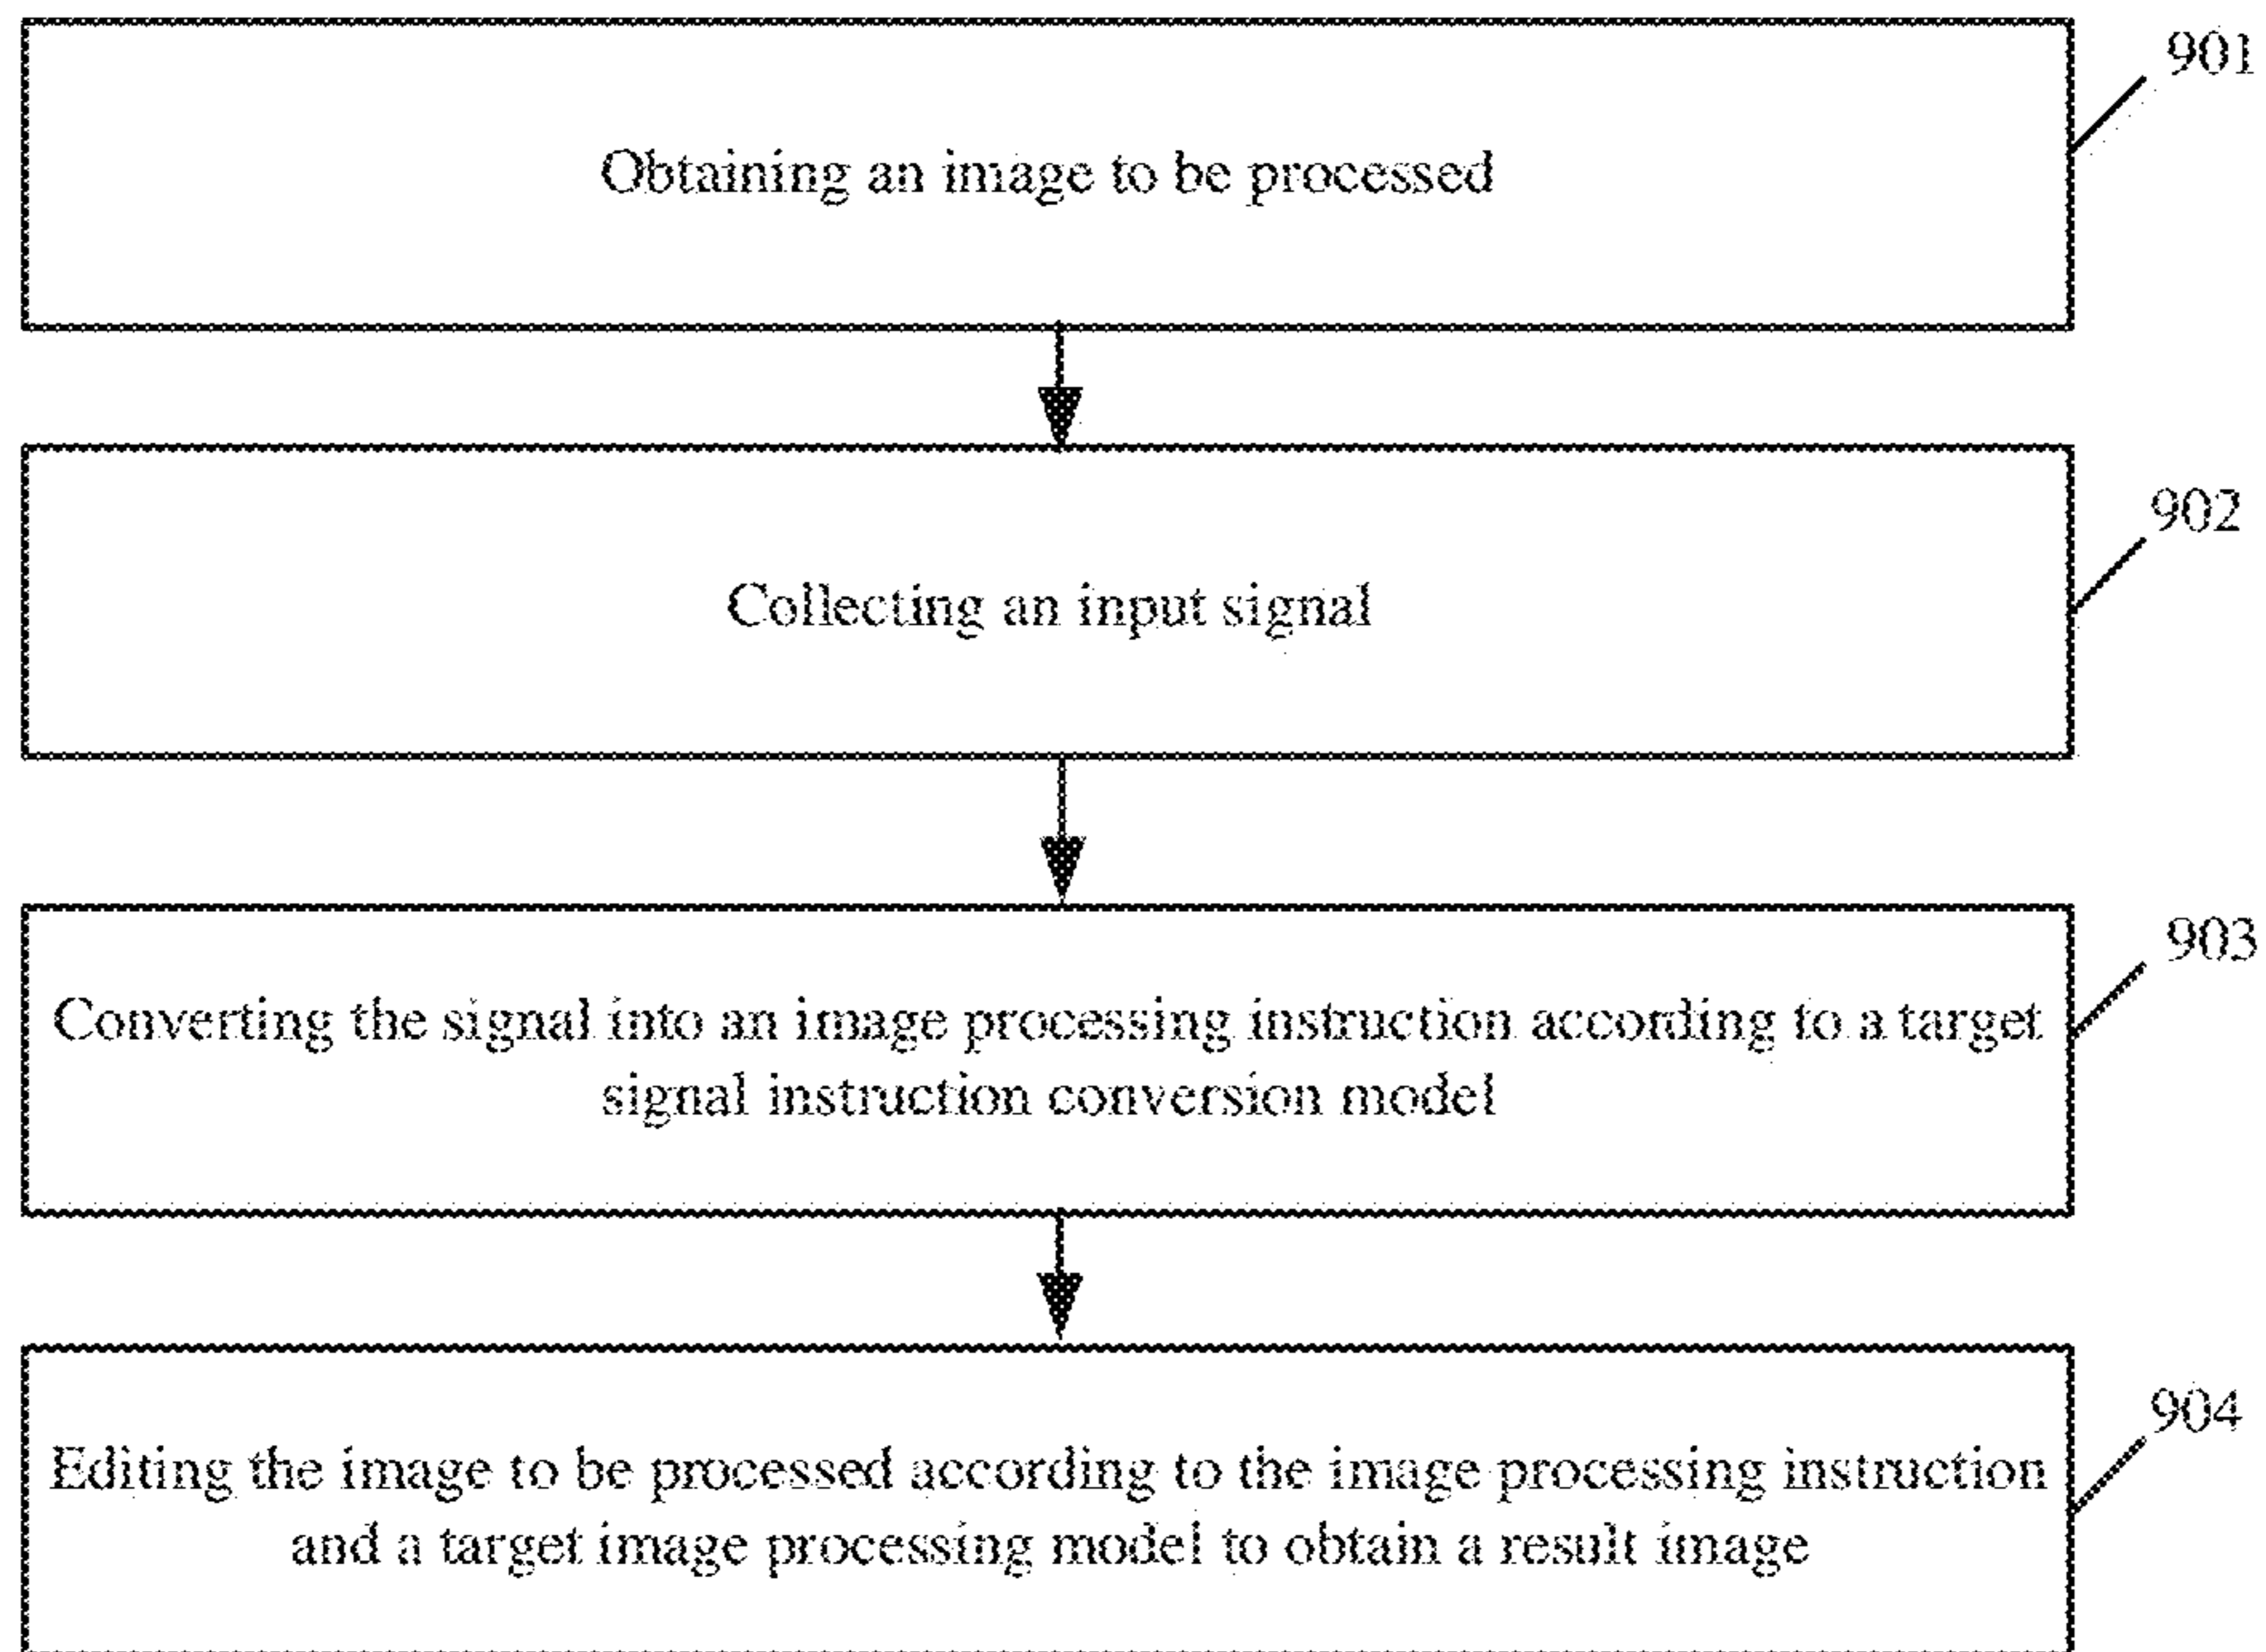 901
Obtaining an image to be processed
902
Collecting an input signal
903
Converting the signal into an image processing instruction according to a target
signal instruction conversion model
904
Editing the image to be processed according to the image processing instruction
and a target image processing model to obtain a result image